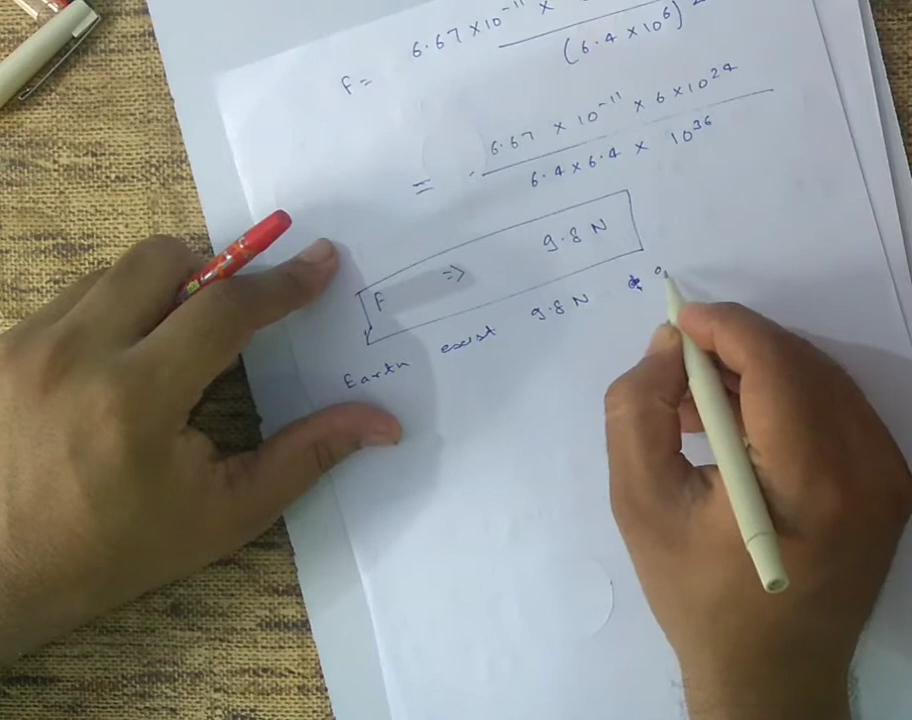 F = 6.67 × 10⁻¹¹ ×
(6.4 × 10⁶)²
= 6.67 × 10⁻¹¹ × 6 × 10²⁴
6.4 × 6.4 × 10³⁶
F => 9.8 N
Earth exist 9.8 N